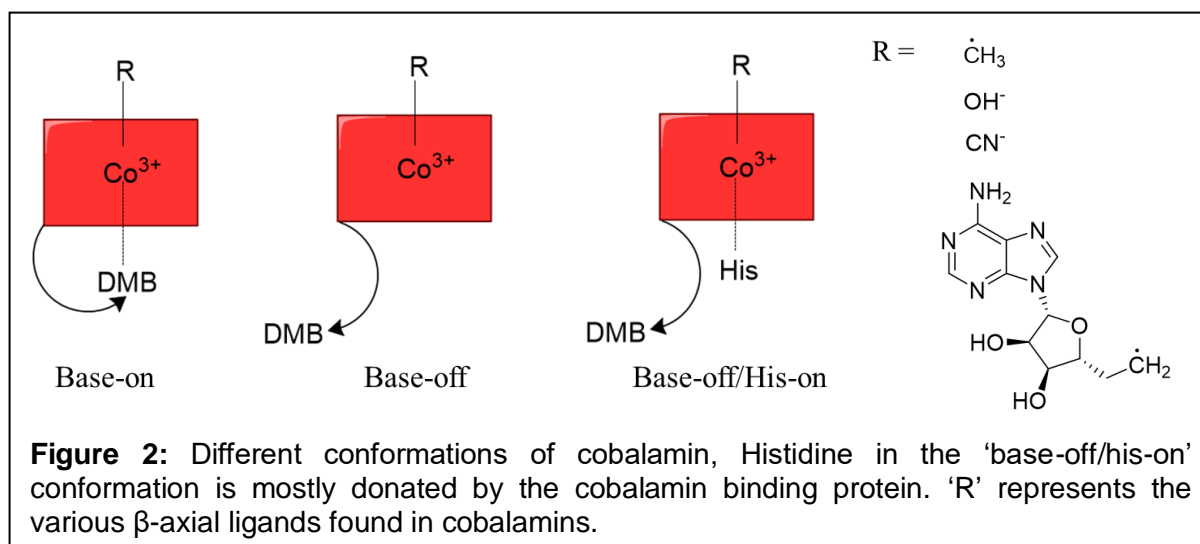 R
Co3+
DMB
Base-on
R
Co3+
DMB
Base-off
R
Co3+
His
DMB
Base-off/His-on
R =
ĊH3
OH-
CN-
NH2
N
N
N
N
O
HO
HO
ĊH2
Figure 2: Different conformations of cobalamin, Histidine in the ‘base-off/his-on’
conformation is mostly donated by the cobalamin binding protein. ‘R’ represents the
various β-axial ligands found in cobalamins.